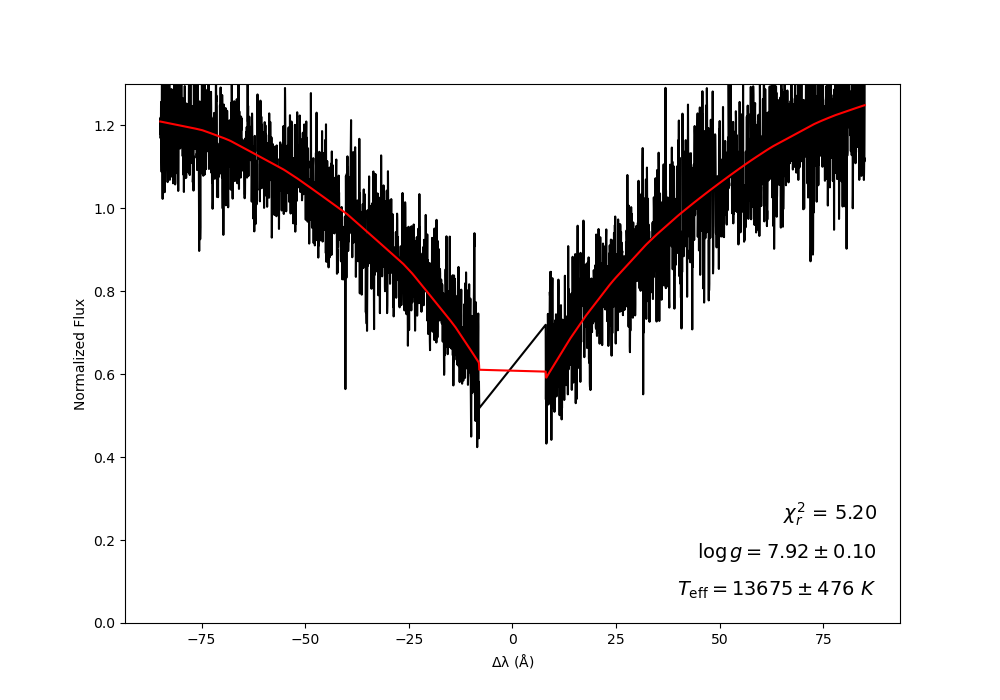 1.2
1.0
0.8
0.6
0.4
0.2
0.0
Normalized Flux
χ²ᵣ = 5.20
log g = 7.92 ± 0.10
T_eff = 13675 ± 476 K
−75
−50
−25
0
25
50
75
Δλ (Å)